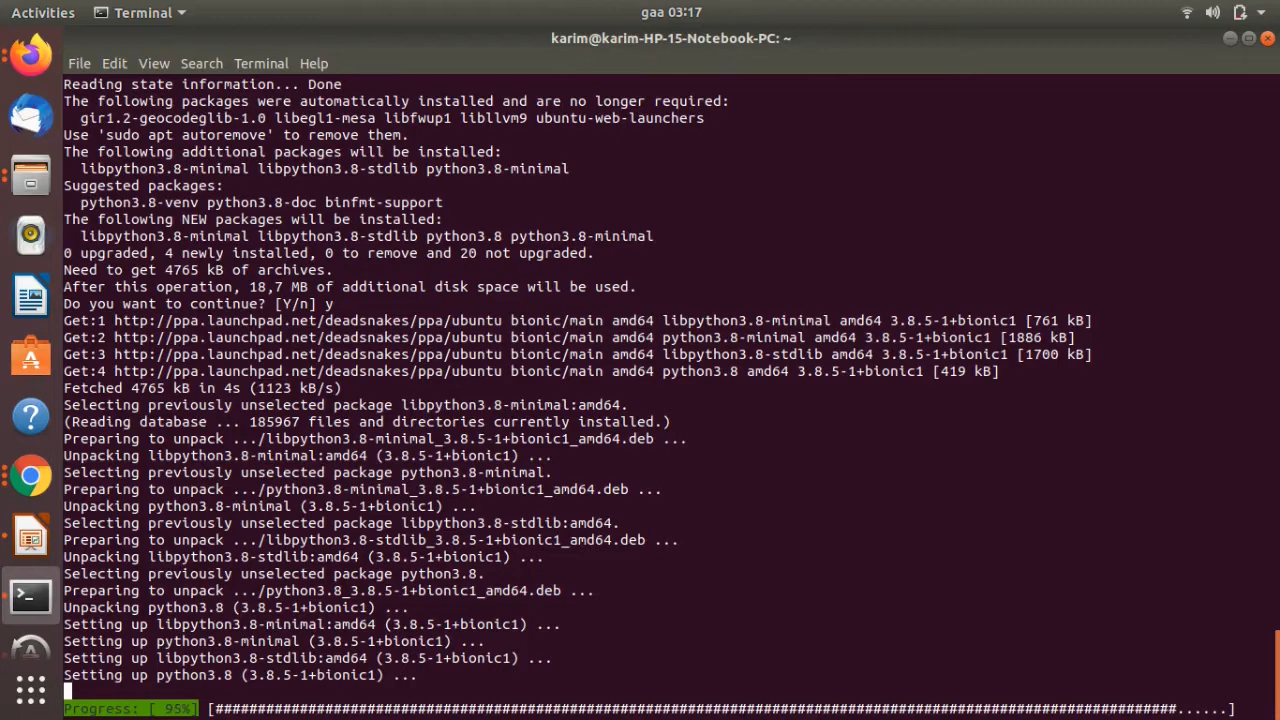 Activities Terminal gaa 03:17
karim@karim-HP-15-Notebook-PC: ~
File Edit View Search Terminal Help
Reading state information... Done
The following packages were automatically installed and are no longer required:
gir1.2-geocodeglib-1.0 libegl1-mesa libfwup1 libllvm9 ubuntu-web-launchers
Use 'sudo apt autoremove' to remove them.
The following additional packages will be installed:
libpython3.8-minimal libpython3.8-stdlib python3.8-minimal
Suggested packages:
python3.8-venv python3.8-doc binfmt-support
The following NEW packages will be installed:
libpython3.8-minimal libpython3.8-stdlib python3.8 python3.8-minimal
0 upgraded, 4 newly installed, 0 to remove and 20 not upgraded.
Need to get 4765 kB of archives.
After this operation, 18,7 MB of additional disk space will be used.
Do you want to continue? [Y/n] y
Get:1 http://ppa.launchpad.net/deadsnakes/ppa/ubuntu bionic/main amd64 libpython3.8-minimal amd64 3.8.5-1+bionic1 [761 kB]
Get:2 http://ppa.launchpad.net/deadsnakes/ppa/ubuntu bionic/main amd64 python3.8-minimal amd64 3.8.5-1+bionic1 [1886 kB]
Get:3 http://ppa.launchpad.net/deadsnakes/ppa/ubuntu bionic/main amd64 libpython3.8-stdlib amd64 3.8.5-1+bionic1 [1700 kB]
Get:4 http://ppa.launchpad.net/deadsnakes/ppa/ubuntu bionic/main amd64 python3.8 amd64 3.8.5-1+bionic1 [419 kB]
Fetched 4765 kB in 4s (1123 kB/s)
Selecting previously unselected package libpython3.8-minimal:amd64.
(Reading database ... 185967 files and directories currently installed.)
Preparing to unpack .../libpython3.8-minimal_3.8.5-1+bionic1_amd64.deb ...
Unpacking libpython3.8-minimal:amd64 (3.8.5-1+bionic1) ...
Selecting previously unselected package python3.8-minimal.
Preparing to unpack .../python3.8-minimal_3.8.5-1+bionic1_amd64.deb ...
Unpacking python3.8-minimal (3.8.5-1+bionic1) ...
Selecting previously unselected package libpython3.8-stdlib:amd64.
Preparing to unpack .../libpython3.8-stdlib_3.8.5-1+bionic1_amd64.deb ...
Unpacking libpython3.8-stdlib:amd64 (3.8.5-1+bionic1) ...
Selecting previously unselected package python3.8.
Preparing to unpack .../python3.8_3.8.5-1+bionic1_amd64.deb ...
Unpacking python3.8 (3.8.5-1+bionic1) ...
Setting up libpython3.8-minimal:amd64 (3.8.5-1+bionic1) ...
Setting up python3.8-minimal (3.8.5-1+bionic1) ...
Setting up libpython3.8-stdlib:amd64 (3.8.5-1+bionic1) ...
Setting up python3.8 (3.8.5-1+bionic1) ...
Progress: [ 95%] [##################################################################################################################......]